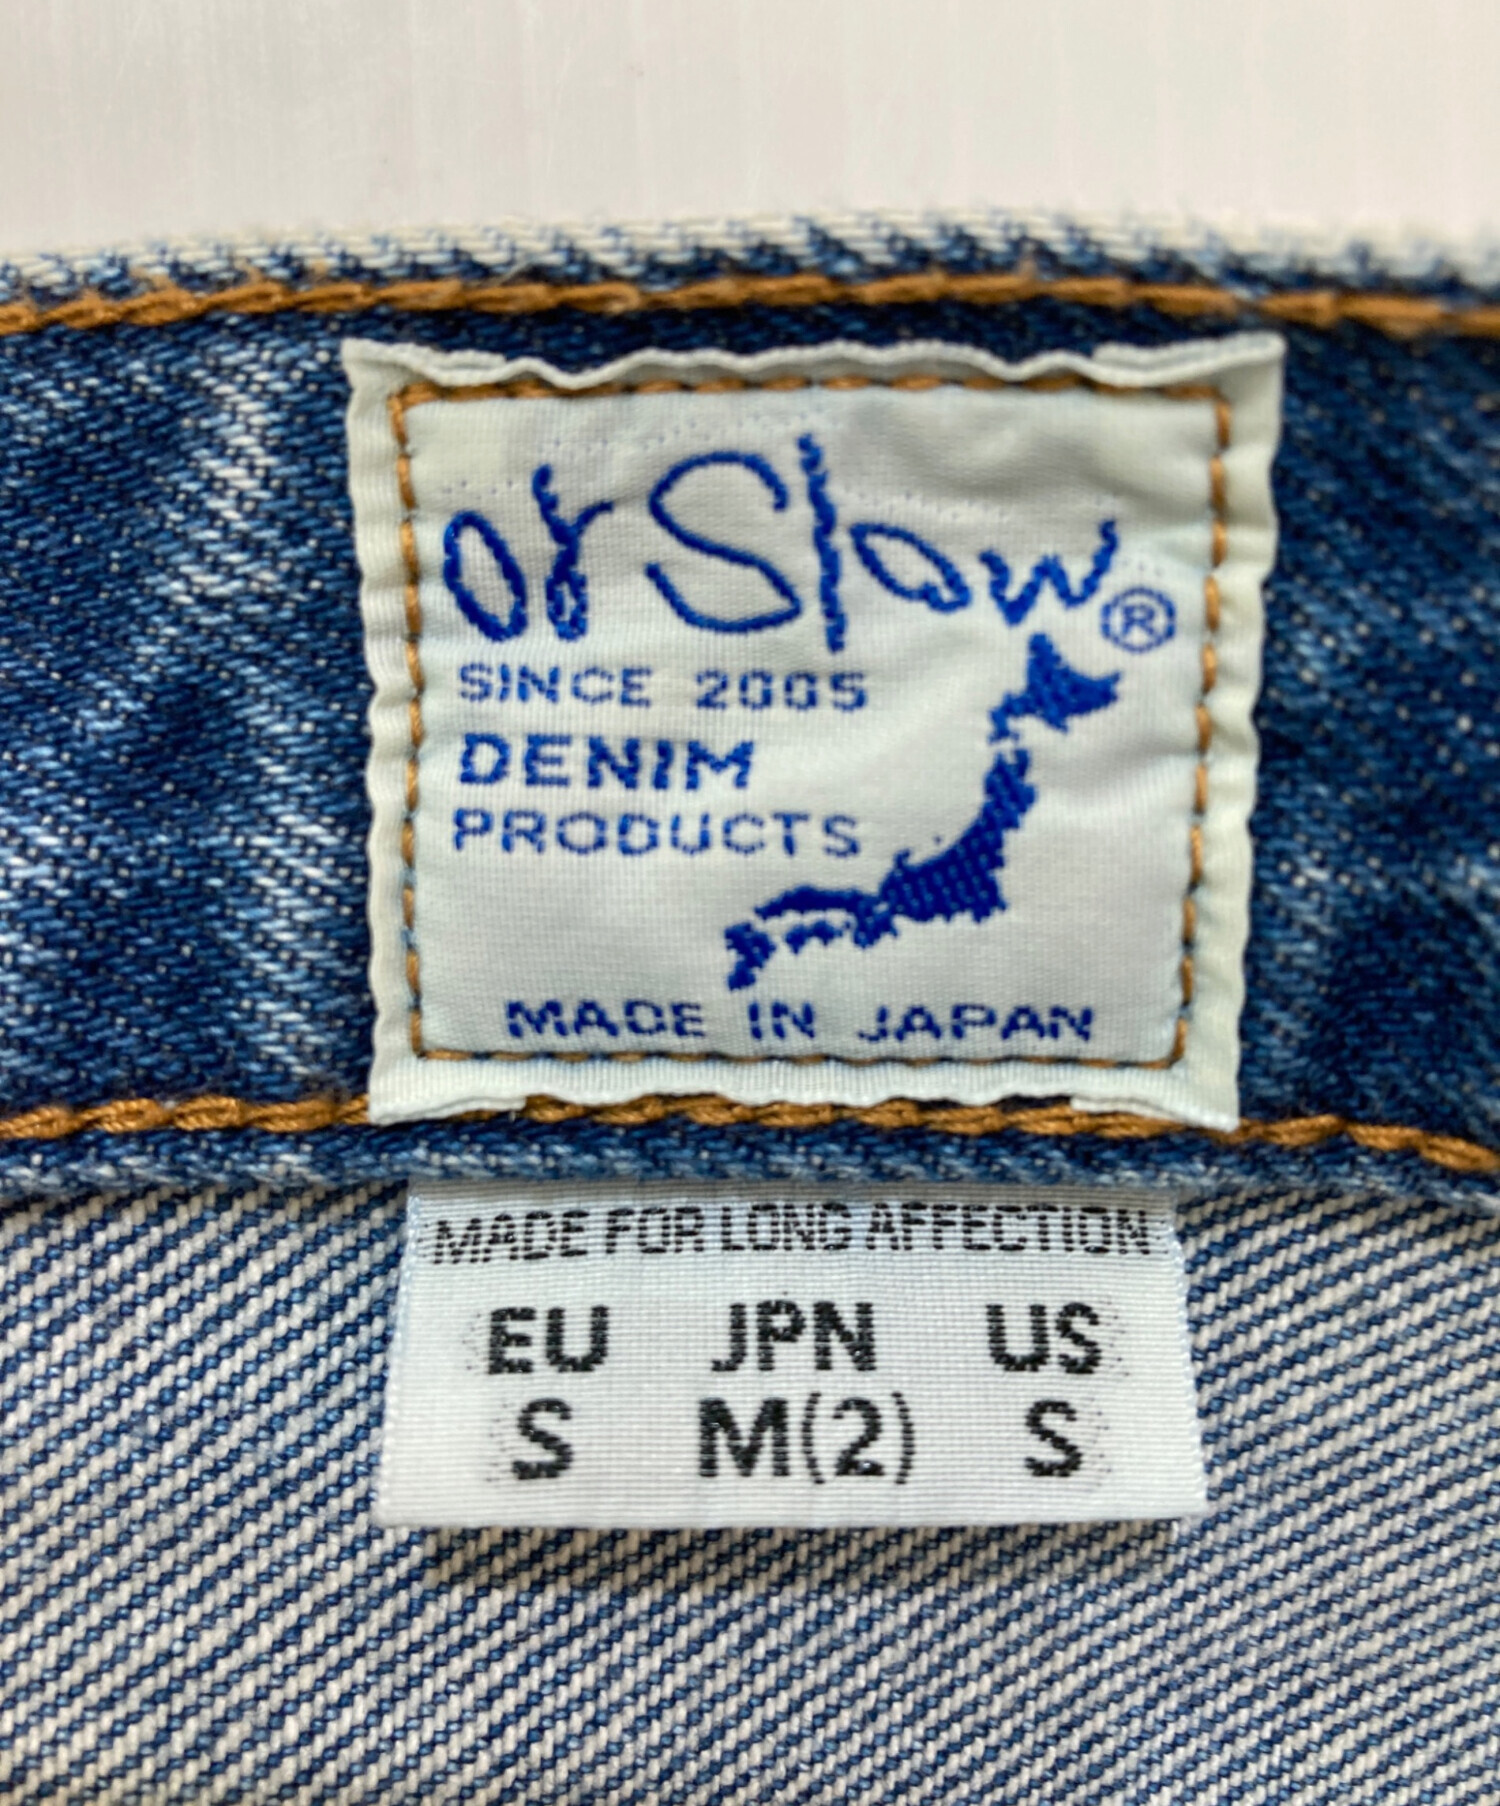 orSlow®
SINCE 2005
DENIM
PRODUCTS
MADE IN JAPAN
MADE FOR LONG AFFECTION
EU JPN US
S M(2) S